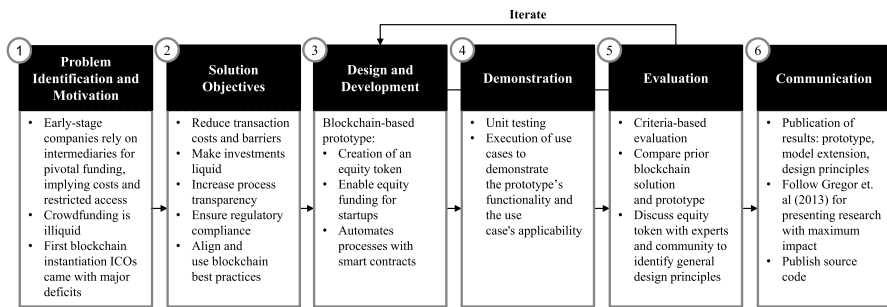 Iterate
1
Problem
Identification and
Motivation
• Early-stage
companies rely on
intermediaries for
pivotal funding,
implying costs and
restricted access
• Crowdfunding is
illiquid
• First blockchain
instantiation ICOs
came with major
deficits
2
Solution
Objectives
• Reduce transaction
costs and barriers
• Make investments
liquid
• Increase process
transparency
• Ensure regulatory
compliance
• Align and
use blockchain
best practices
3
Design and
Development
Blockchain-based
prototype:
• Creation of an
equity token
• Enable equity
funding for
startups
• Automates
processes with
smart contracts
4
Demonstration
• Unit testing
• Execution of use
cases to
demonstrate
the prototype's
functionality and
the use
case's applicability
5
Evaluation
• Criteria-based
evaluation
• Compare prior
blockchain
solution
and prototype
• Discuss equity
token with experts
and community to
identify general
design principles
6
Communication
• Publication of
results: prototype,
model extension,
design principles
• Follow Gregor et.
al (2013) for
presenting research
with maximum
impact
• Publish source
code